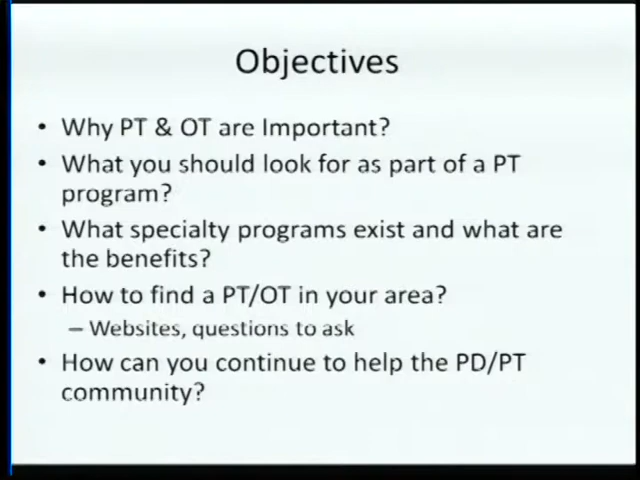 Objectives
• Why PT & OT are Important?
• What you should look for as part of a PT
program?
• What specialty programs exist and what are
the benefits?
• How to find a PT/OT in your area?
– Websites, questions to ask
• How can you continue to help the PD/PT
community?